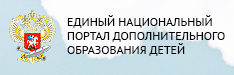 ЕДИНЫЙ НАЦИОНАЛЬНЫЙ
ПОРТАЛ ДОПОЛНИТЕЛЬНОГО
ОБРАЗОВАНИЯ ДЕТЕЙ